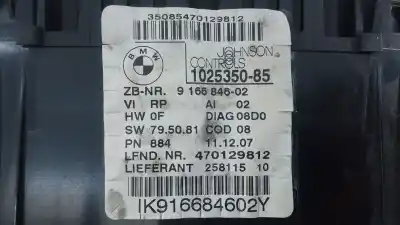 35085470129812
BMW
JOHNSON
CONTROLS
1025350-85
ZB-NR. 9 166 846-02
VI RP AI 02
HW 0F DIAG 08D0
SW 79.50.81 COD 08
PN 884 11.12.07
LFND. NR. 470129812
LIEFERANT 258115 10
IK916684602Y